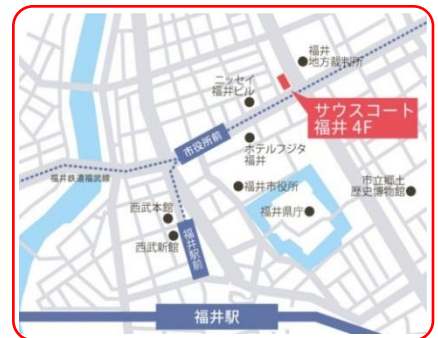 福井
地方裁判所
ニッセイ
福井ビル
サウスコート
福井 4F
市役所前
ホテルフジタ
福井
福井鉄道福武線
福井市役所
市立郷土
歴史博物館
西武本館
福井県庁
西武新館
福井駅前
福井駅